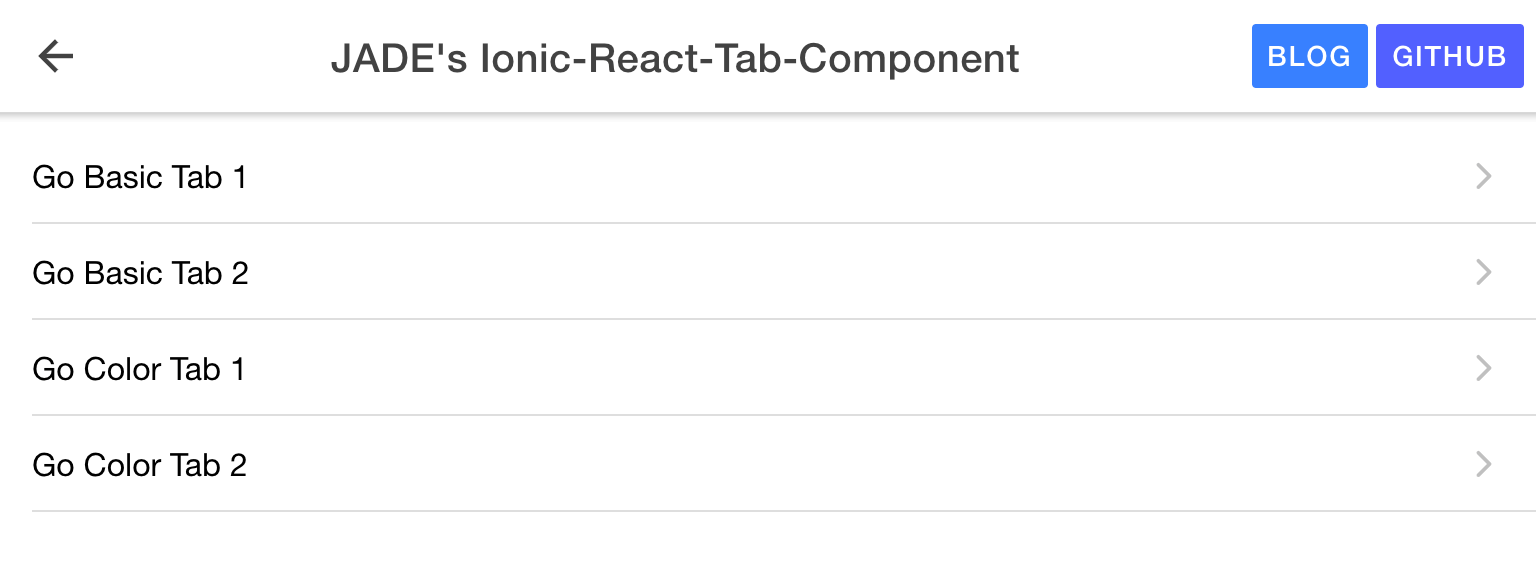 JADE's Ionic-React-Tab-Component
BLOG
GITHUB
Go Basic Tab 1
Go Basic Tab 2
Go Color Tab 1
Go Color Tab 2